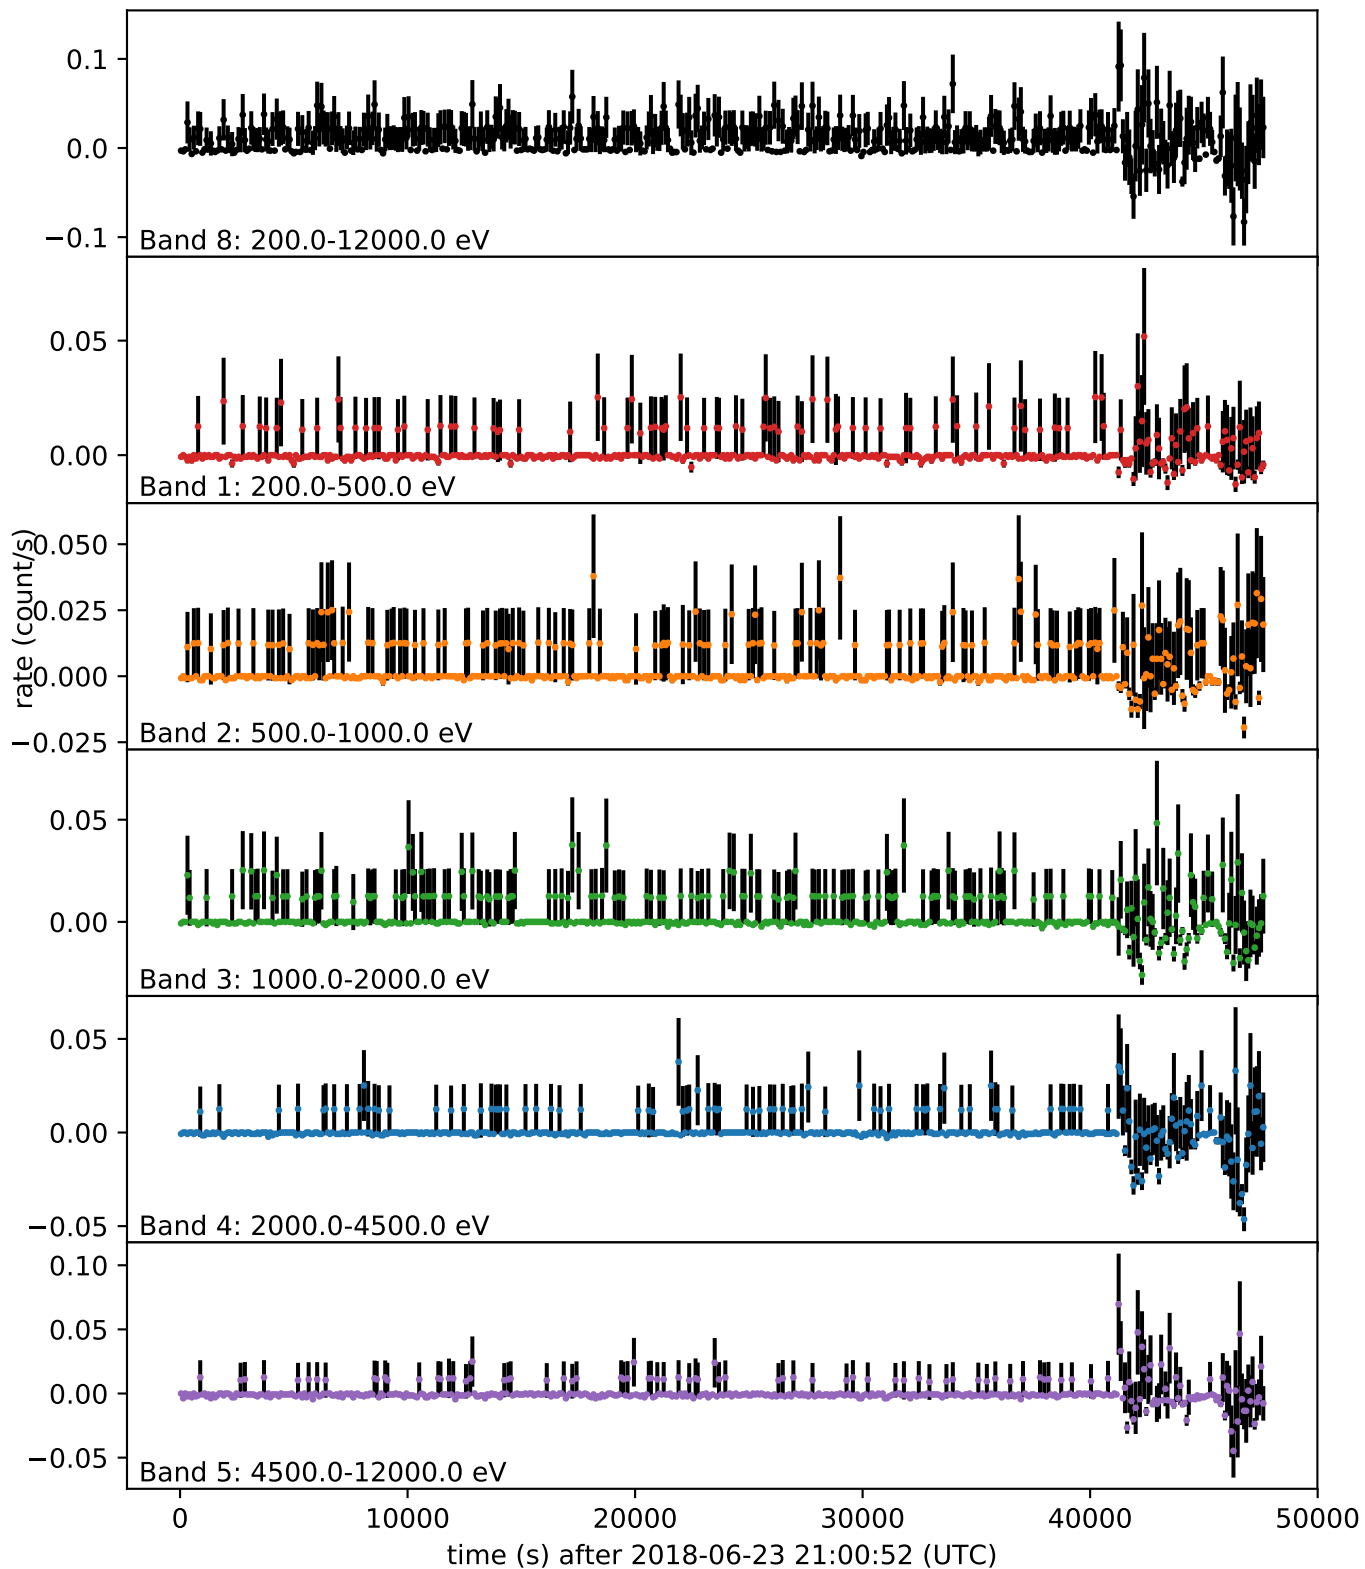 0.1
0.0
−0.1
Band 8: 200.0-12000.0 eV
0.05
0.00
Band 1: 200.0-500.0 eV
rate (count/s)
0.050
0.025
0.000
−0.025
Band 2: 500.0-1000.0 eV
0.05
0.00
Band 3: 1000.0-2000.0 eV
0.05
0.00
−0.05
Band 4: 2000.0-4500.0 eV
0.10
0.05
0.00
−0.05
Band 5: 4500.0-12000.0 eV
0 10000 20000 30000 40000 50000
time (s) after 2018-06-23 21:00:52 (UTC)